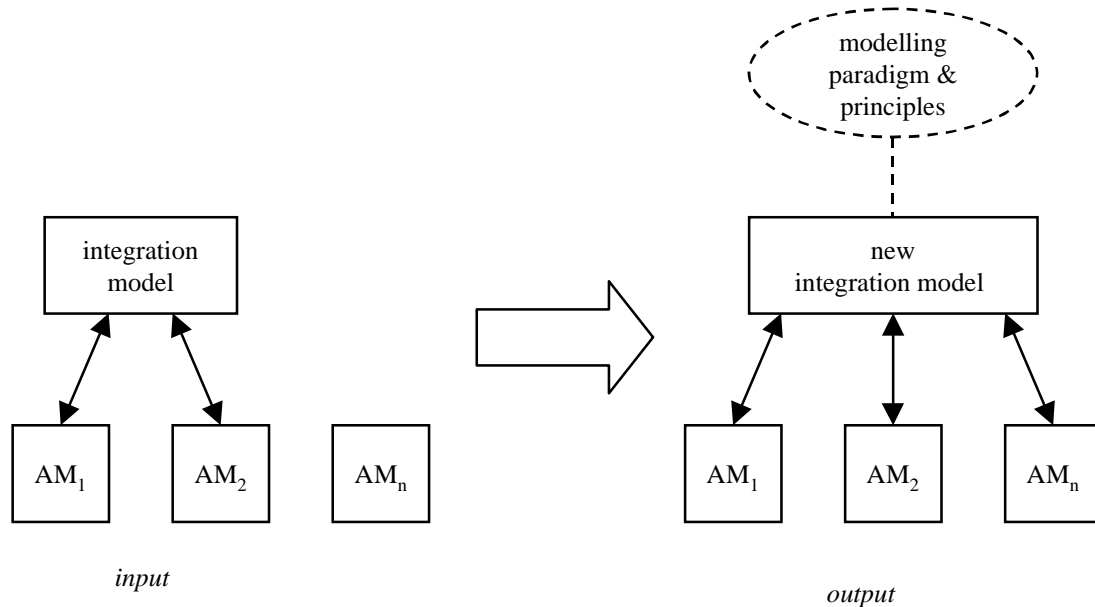 modelling
paradigm &
principles
integration
model
new
integration model
AM₁
AM₂
AMₙ
AM₁
AM₂
AMₙ
input
output